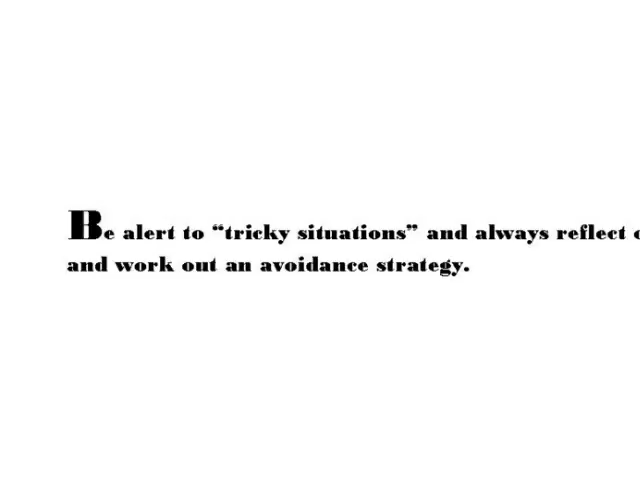 Be alert to “tricky situations” and always reflect
and work out an avoidance strategy.